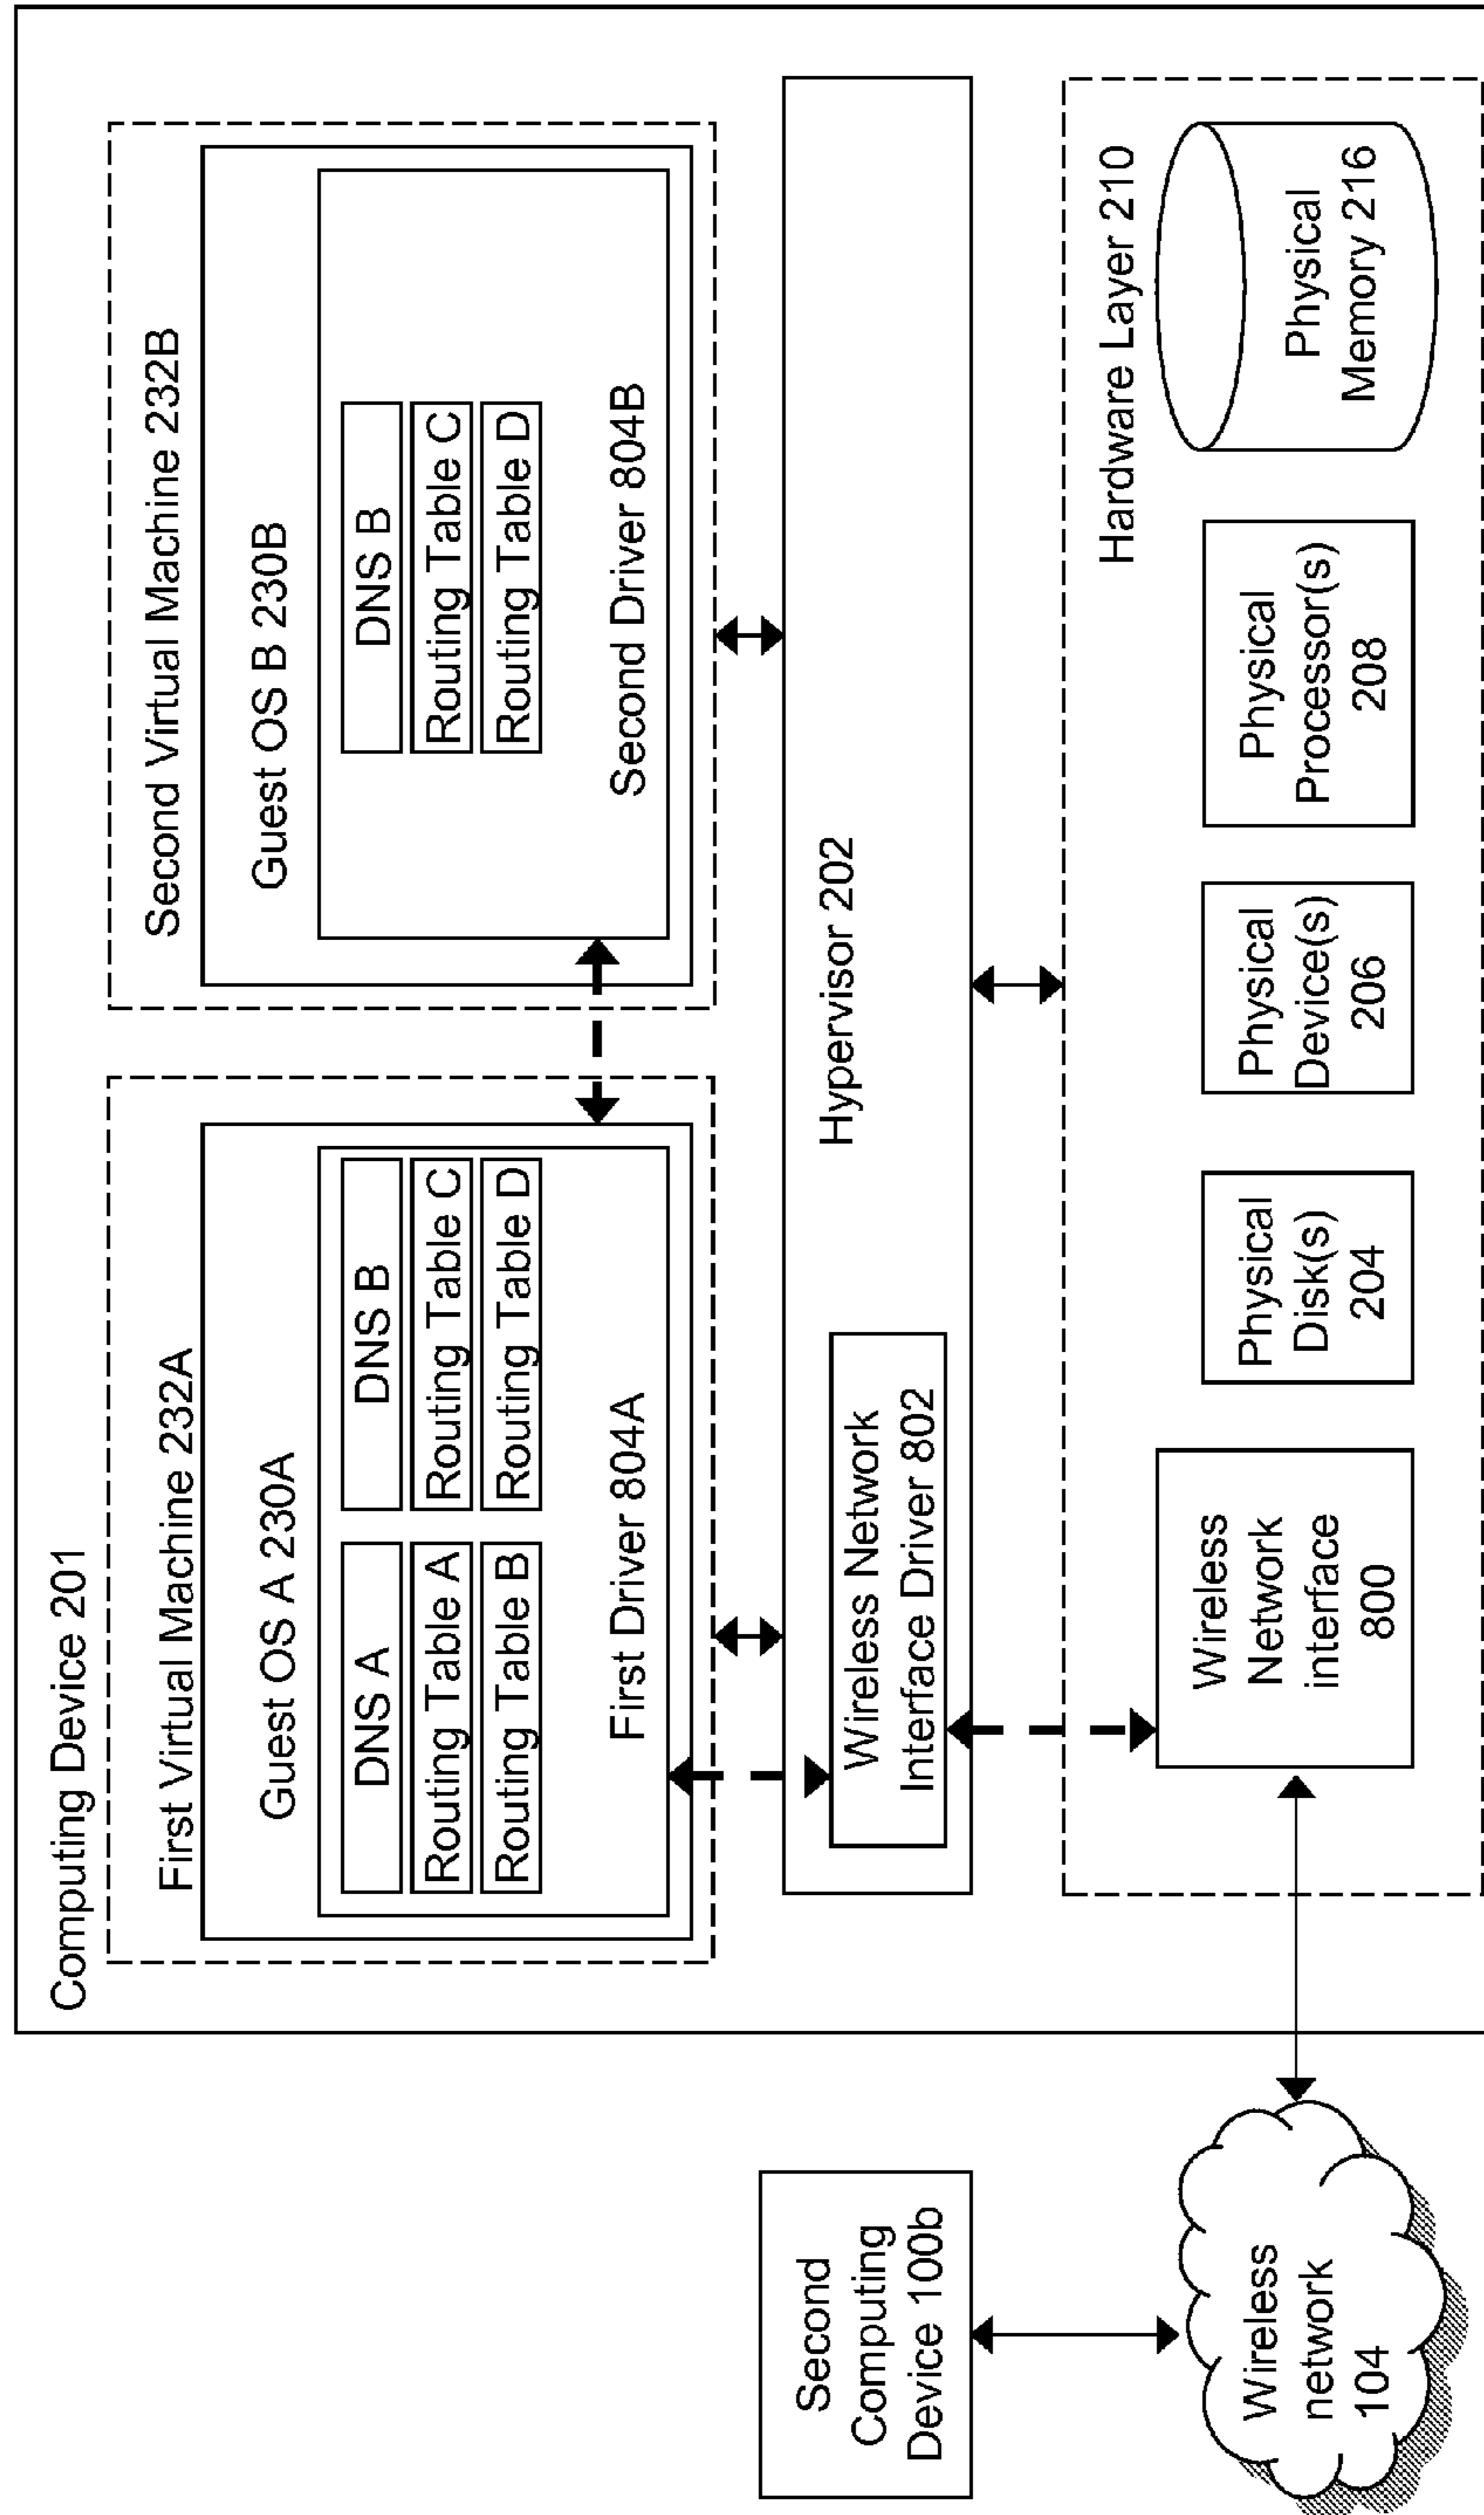 Computing Device 201
First Virtual Machine 232A
Guest OS A 230A
DNS A
Routing Table A
Routing Table B
DNS B
Routing Table C
Routing Table D
First Driver 804A
Second Virtual Machine 232B
Guest OS B 230B
DNS B
Routing Table C
Routing Table D
Second Driver 804B
Hypervisor 202
Wireless Network
Interface Driver 802
Hardware Layer 210
Wireless
Network
interface
800
Physical
Disk(s)
204
Physical
Device(s)
206
Physical
Processor(s)
208
Physical
Memory 216
Second
Computing
Device 100b
Wireless
network
104